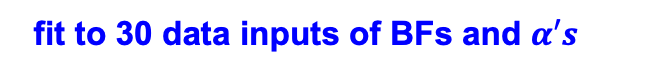 fit to 30 data inputs of BFs and α's